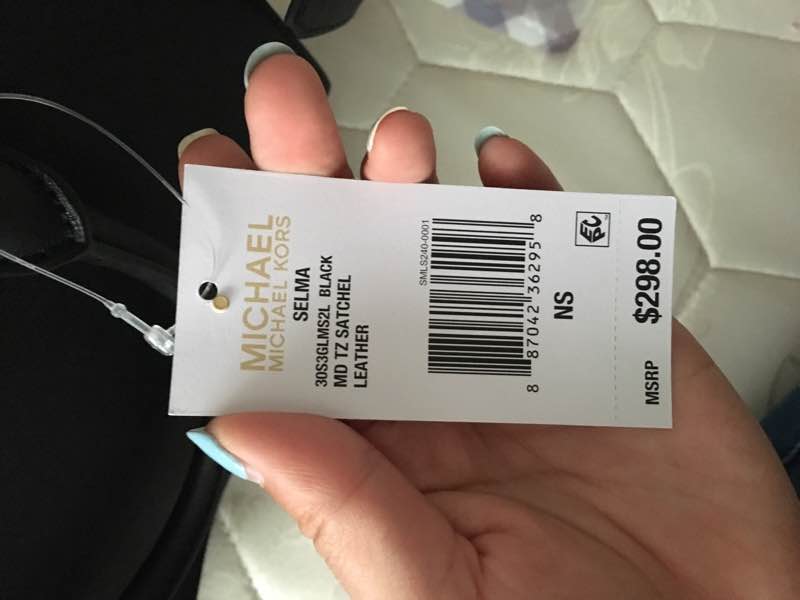 MICHAEL
MICHAEL KORS
SELMA
30S3GLMS2L BLACK
MD TZ SATCHEL
LEATHER
SMLS240-0001
8 87042 36295 8
NS
EPC
MSRP $298.00